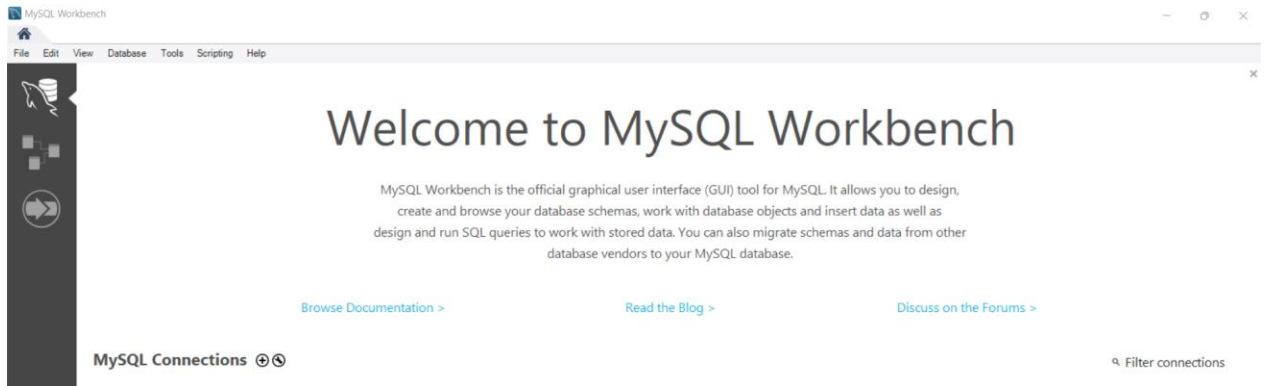 MySQL Workbench
File Edit View Database Tools Scripting Help
Welcome to MySQL Workbench
MySQL Workbench is the official graphical user interface (GUI) tool for MySQL. It allows you to design,
create and browse your database schemas, work with database objects and insert data as well as
design and run SQL queries to work with stored data. You can also migrate schemas and data from other
database vendors to your MySQL database.
Browse Documentation > Read the Blog > Discuss on the Forums >
MySQL Connections Filter connections